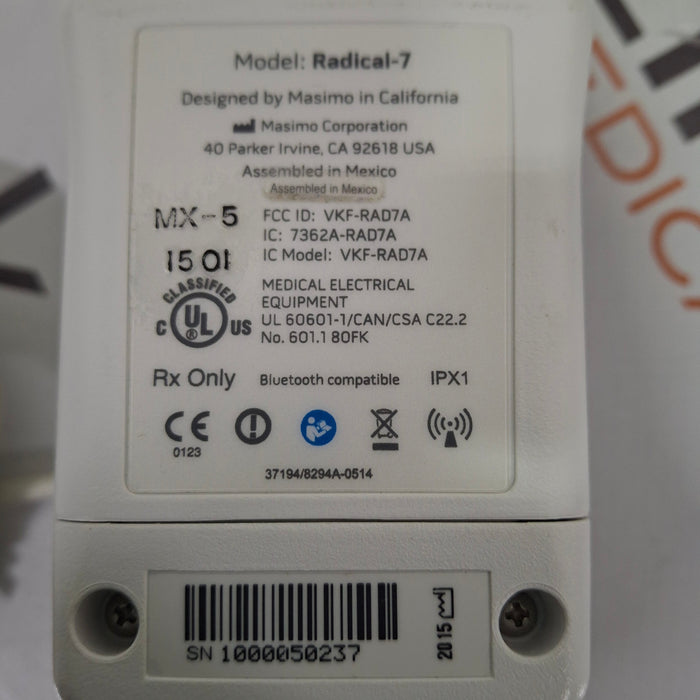 Model: Radical-7
Designed by Masimo in California
Masimo Corporation
40 Parker Irvine, CA 92618 USA
Assembled in Mexico
Assembled in Mexico
MX-5
1501
FCC ID: VKF-RAD7A
IC: 7362A-RAD7A
IC Model: VKF-RAD7A
CLASSIFIED
C UL US
®
MEDICAL ELECTRICAL
EQUIPMENT
UL 60601-1/CAN/CSA C22.2
No. 601.1 80FK
Rx Only Bluetooth compatible IPX1
CE
0123
37194/8294A-0514
SN 1000050237
2015